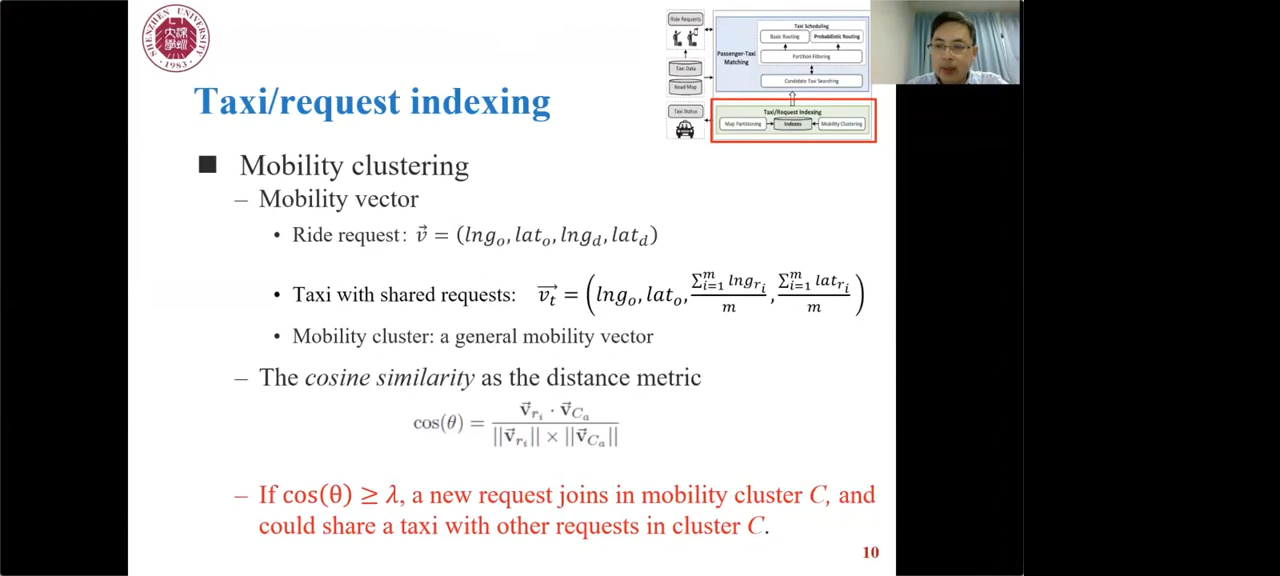 SHENZHEN UNIVERSITY
1983
Ride Requests
Taxi Data
Road Map
Taxi Status
Passenger-Taxi
Matching
Taxi Scheduling
Basic Routing
Probabilistic Routing
Partition Filtering
Candidate Taxi Searching
Taxi/Request Indexing
Map Partitioning
Indexes
Mobility Clustering
Taxi/request indexing
■ Mobility clustering
– Mobility vector
• Ride request: v⃗ = (lng_o, lat_o, lng_d, lat_d)
• Taxi with shared requests: v_t⃗ = (lng_o, lat_o, ∑_{i=1}^{m} lng_{r_i} / m, ∑_{i=1}^{m} lat_{r_i} / m)
• Mobility cluster: a general mobility vector
– The cosine similarity as the distance metric
cos(θ) = v⃗_{r_i} · v⃗_{C_a} / ||v⃗_{r_i}|| × ||v⃗_{C_a}||
– If cos(θ) ≥ λ, a new request joins in mobility cluster C, and
could share a taxi with other requests in cluster C.
10